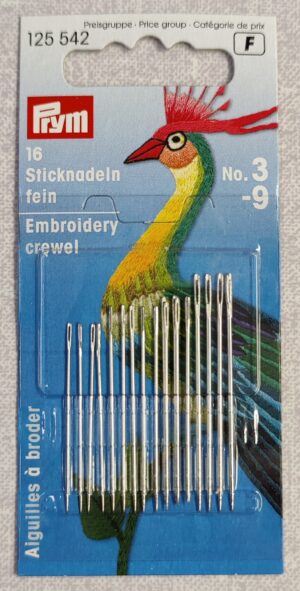 Preisgruppe · Price group · Catégorie de prix
125 542
F
Prym
16
Sticknadeln
fein
Embroidery
crewel
No. 3
-9
Aiguilles à broder